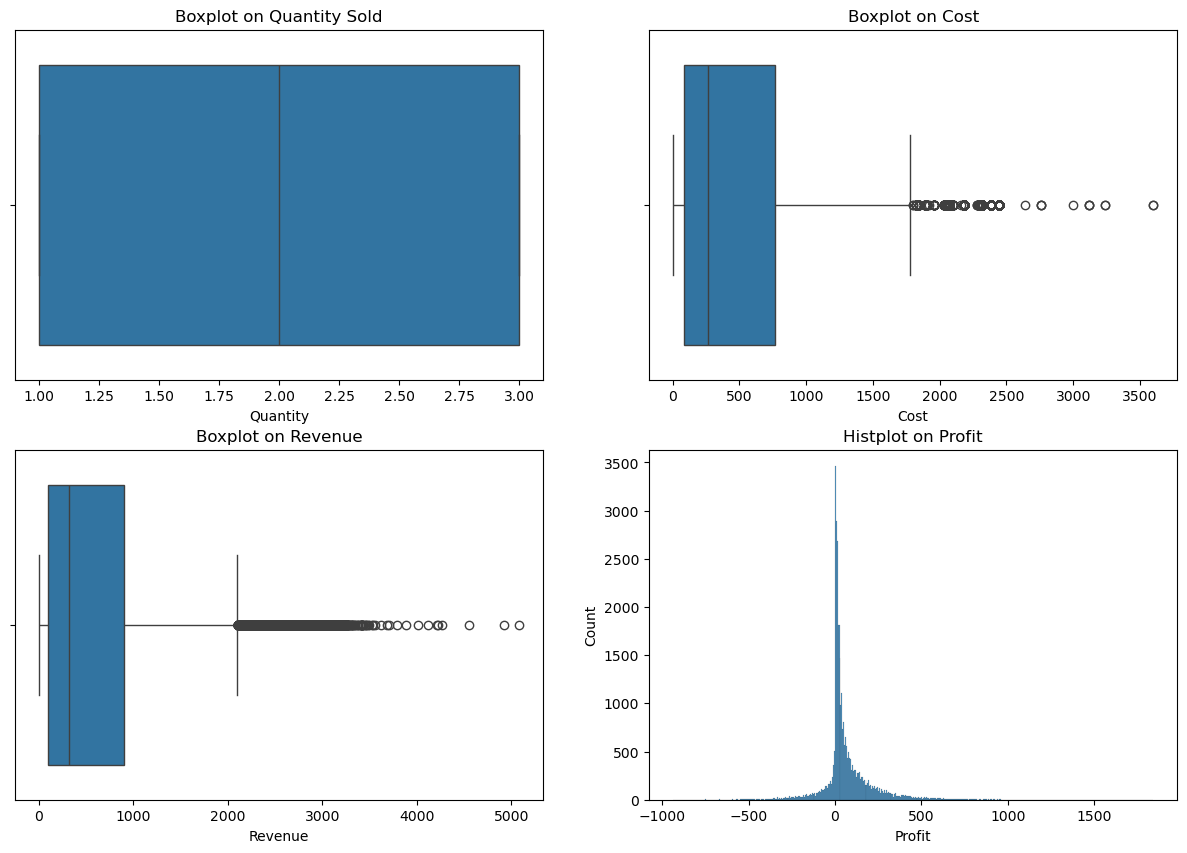 Boxplot on Quantity Sold
1.00 1.25 1.50 1.75 2.00 2.25 2.50 2.75 3.00
Quantity
Boxplot on Cost
0 500 1000 1500 2000 2500 3000 3500
Cost
Boxplot on Revenue
0 1000 2000 3000 4000 5000
Revenue
Histplot on Profit
3500
3000
2500
2000
1500
1000
500
0
Count
-1000 -500 0 500 1000 1500
Profit